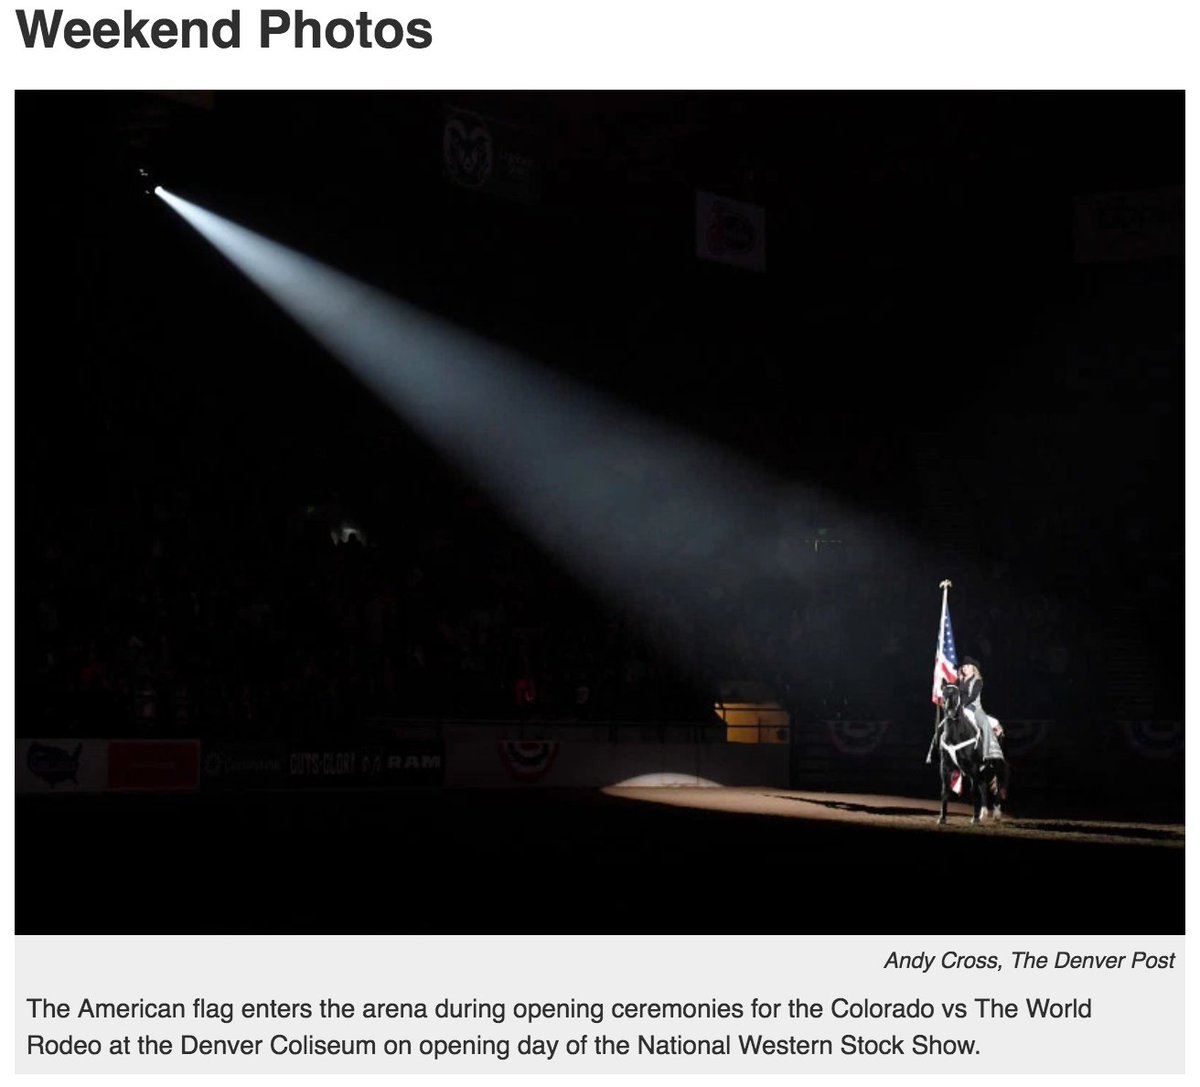 Weekend Photos
GUTS·GLORY
RAM
Andy Cross, The Denver Post
The American flag enters the arena during opening ceremonies for the Colorado vs The World
Rodeo at the Denver Coliseum on opening day of the National Western Stock Show.